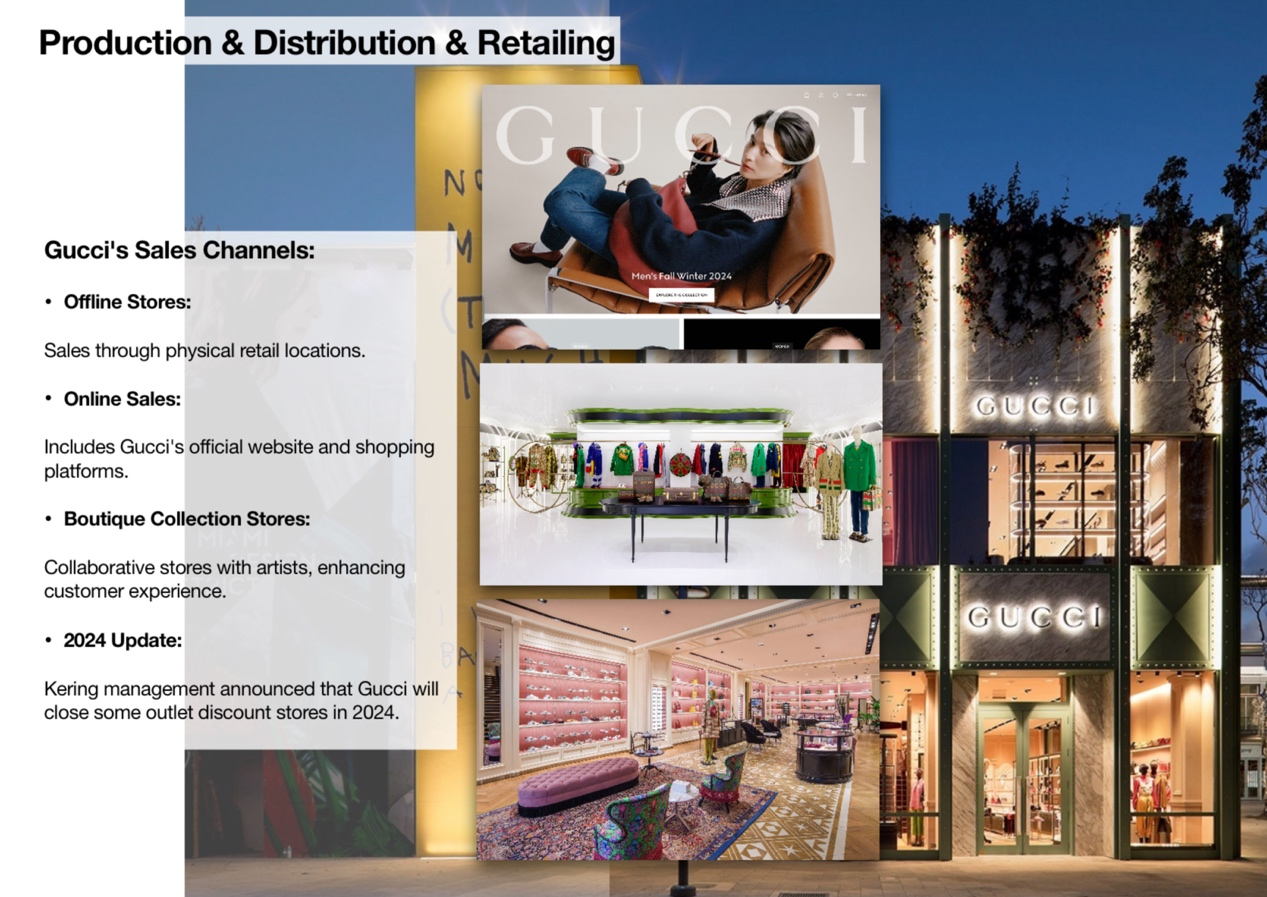 Production & Distribution & Retailing
GUCCI
Men's Fall Winter 2024
EXPLORE THE COLLECTION
WOMEN
Gucci's Sales Channels:
• Offline Stores:
Sales through physical retail locations.
• Online Sales:
Includes Gucci's official website and shopping
platforms.
• Boutique Collection Stores:
Collaborative stores with artists, enhancing
customer experience.
• 2024 Update:
Kering management announced that Gucci will
close some outlet discount stores in 2024.
MIAMI
DESIGN
GUCCI
GUCCI